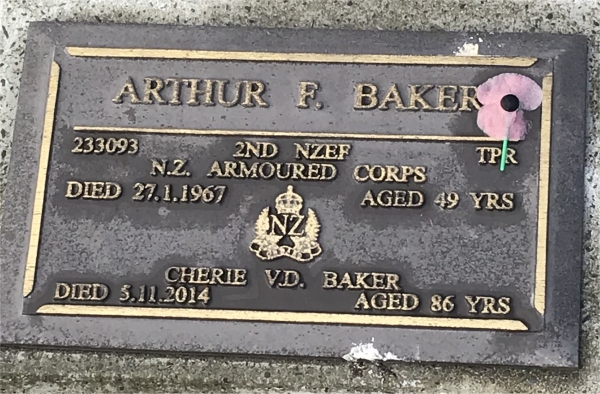 ARTHUR F. BAKER
233093 2ND NZEF TPR
N.Z. ARMOURED CORPS
DIED 27.1.1967 AGED 49 YRS
NZ
CHERIE V.D. BAKER
DIED 5.11.2014 AGED 86 YRS